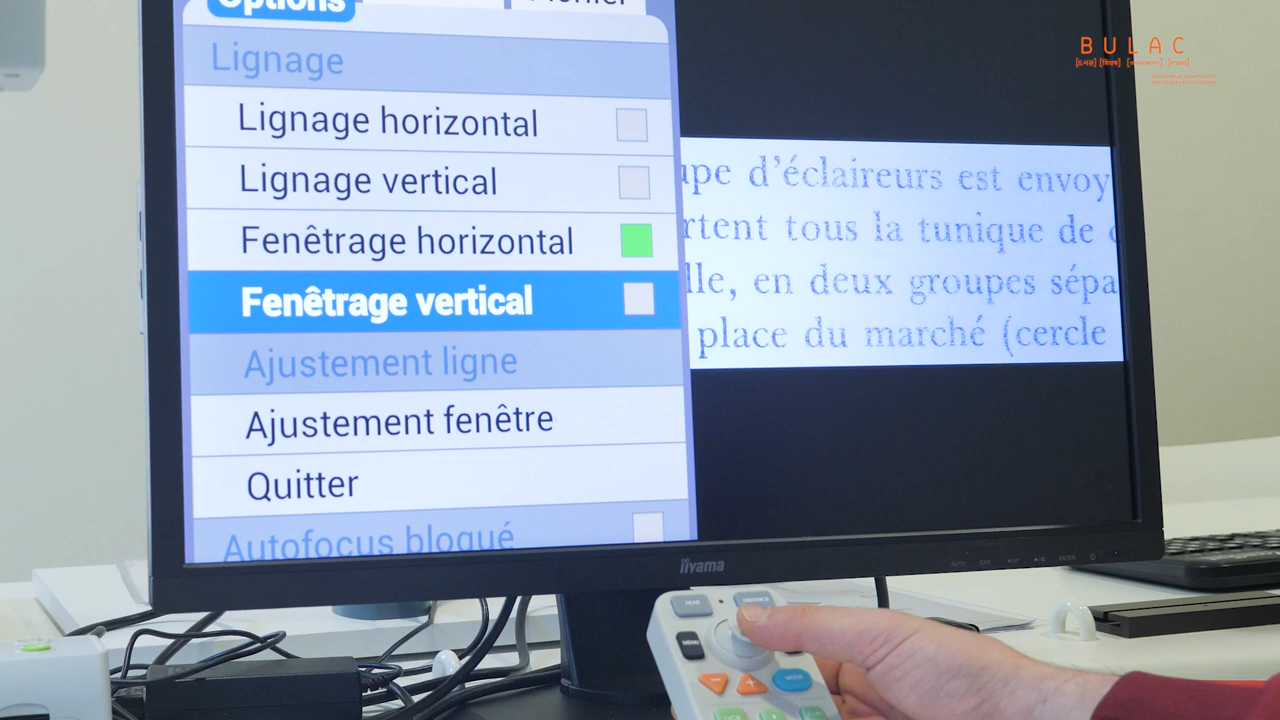 Options
BULAC
Lignage
Lignage horizontal
Lignage vertical
Fenêtrage horizontal
Fenêtrage vertical
Ajustement ligne
Ajustement fenêtre
Quitter
Autofocus bloqué
upe d'éclaireurs est envoy
rtent tous la tunique de
lle, en deux groupes sépa
place du marché (cercle
iiyama
DISTANCE
MENU
MODE